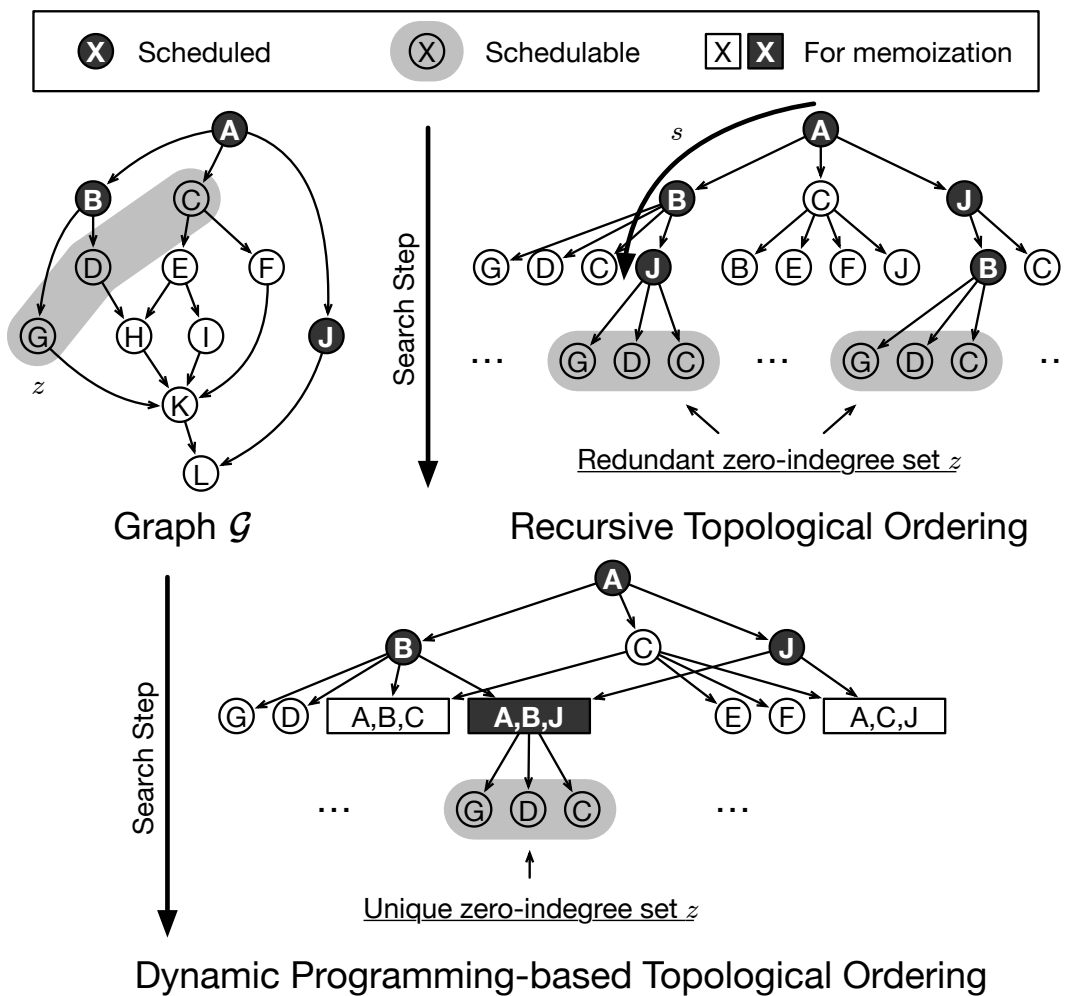 X Scheduled X Schedulable X X For memoization
A
B C
D E F
G H I J
z
K
L
Graph 𝒢
Search Step
s
A
B C J
G D C J B E F J B C
... G D C ... G D C ..
Redundant zero-indegree set z
Recursive Topological Ordering
Search Step
A
B C J
G D A,B,C A,B,J E F A,C,J
... G D C ...
Unique zero-indegree set z
Dynamic Programming-based Topological Ordering